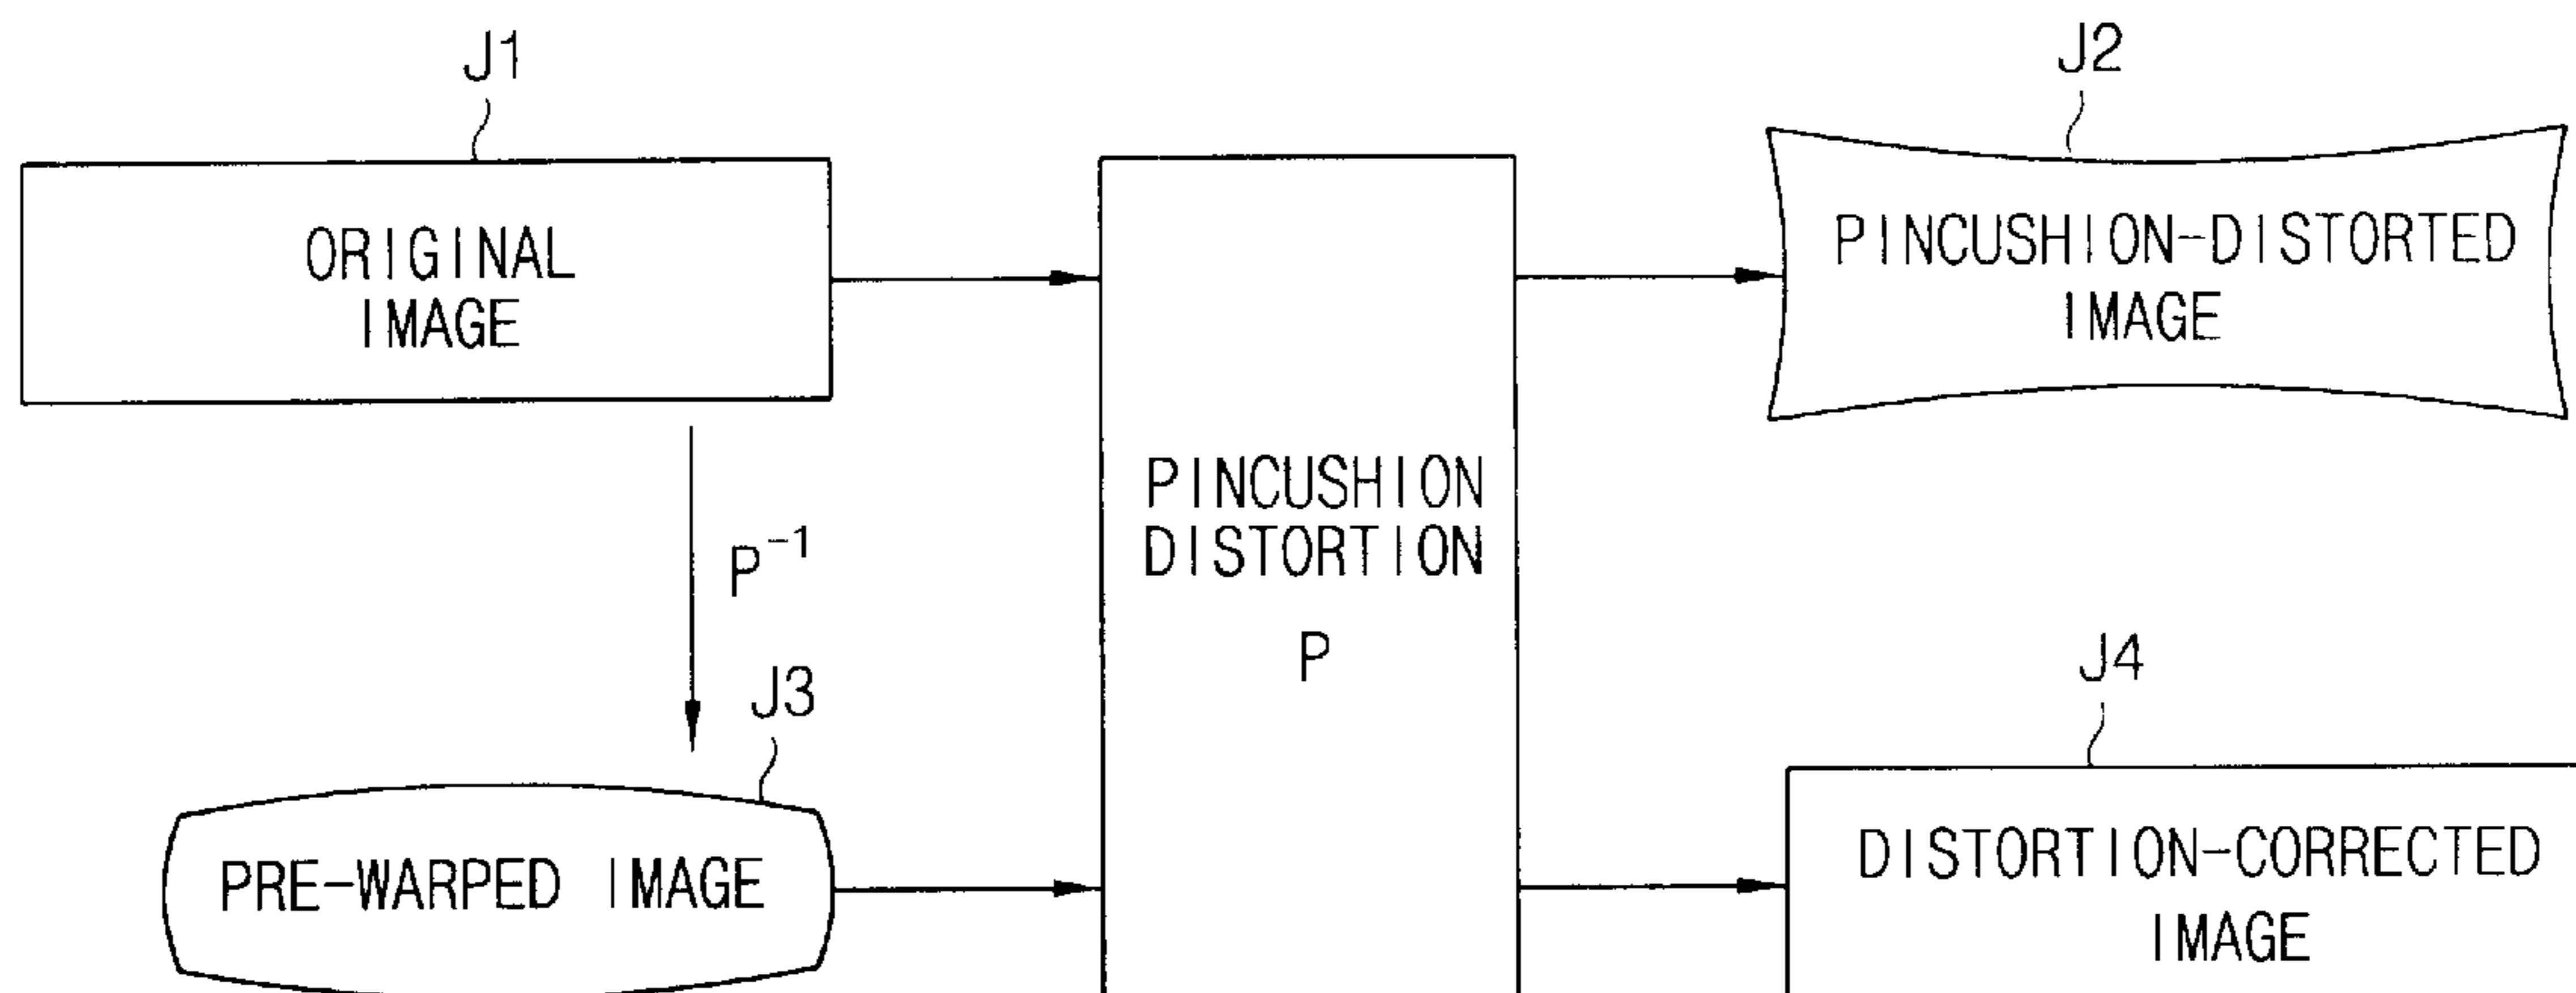 J1
J2
ORIGINAL
IMAGE
PINCUSHION-DISTORTED
IMAGE
PINCUSHION
DISTORTION
P
P⁻¹
J3
J4
PRE-WARPED IMAGE
DISTORTION-CORRECTED
IMAGE